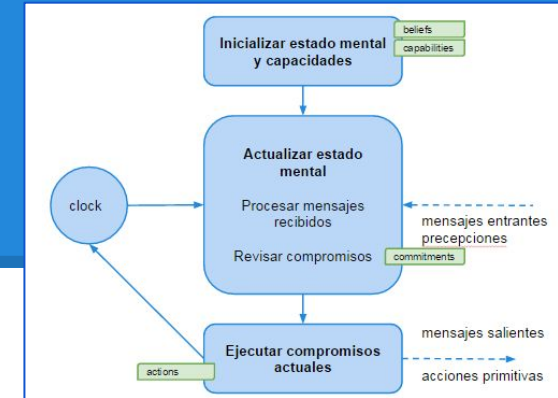 Inicializar estado mental
y capacidades
beliefs
capabilities
Actualizar estado
mental
Procesar mensajes
recibidos
Revisar compromisos
commitments
clock
mensajes entrantes
precepciones
Ejecutar compromisos
actuales
actions
mensajes salientes
acciones primitivas